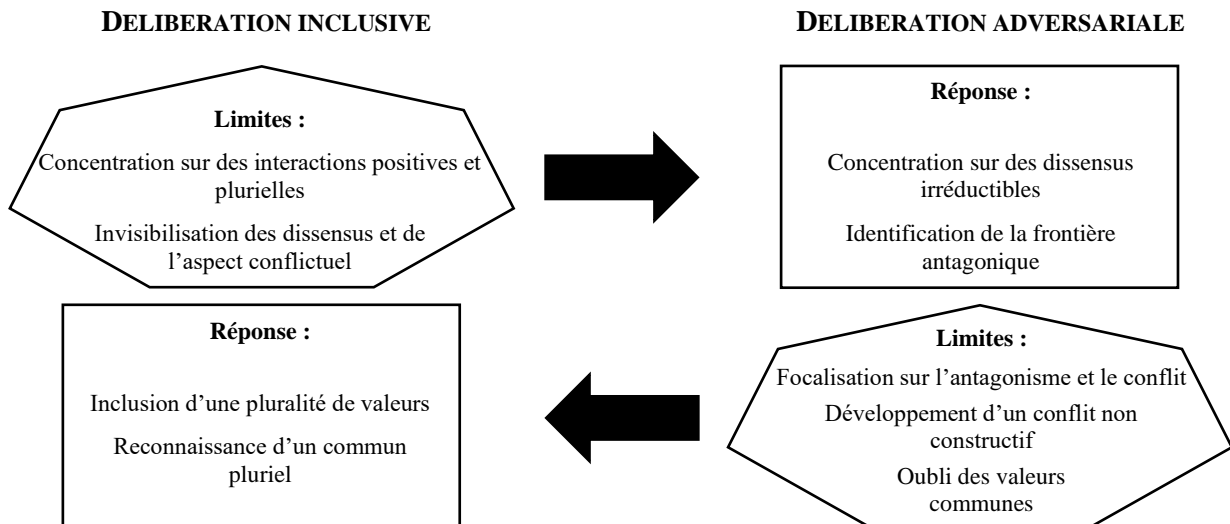 DELIBERATION INCLUSIVE
DELIBERATION ADVERSARIALE
Limites :
Concentration sur des interactions positives et
plurielles
Invisibilisation des dissensus et de
l’aspect conflictuel
Réponse :
Concentration sur des dissensus
irréductibles
Identification de la frontière
antagonique
Réponse :
Inclusion d’une pluralité de valeurs
Reconnaissance d’un commun
pluriel
Limites :
Focalisation sur l’antagonisme et le conflit
Développement d’un conflit non
constructif
Oubli des valeurs
communes